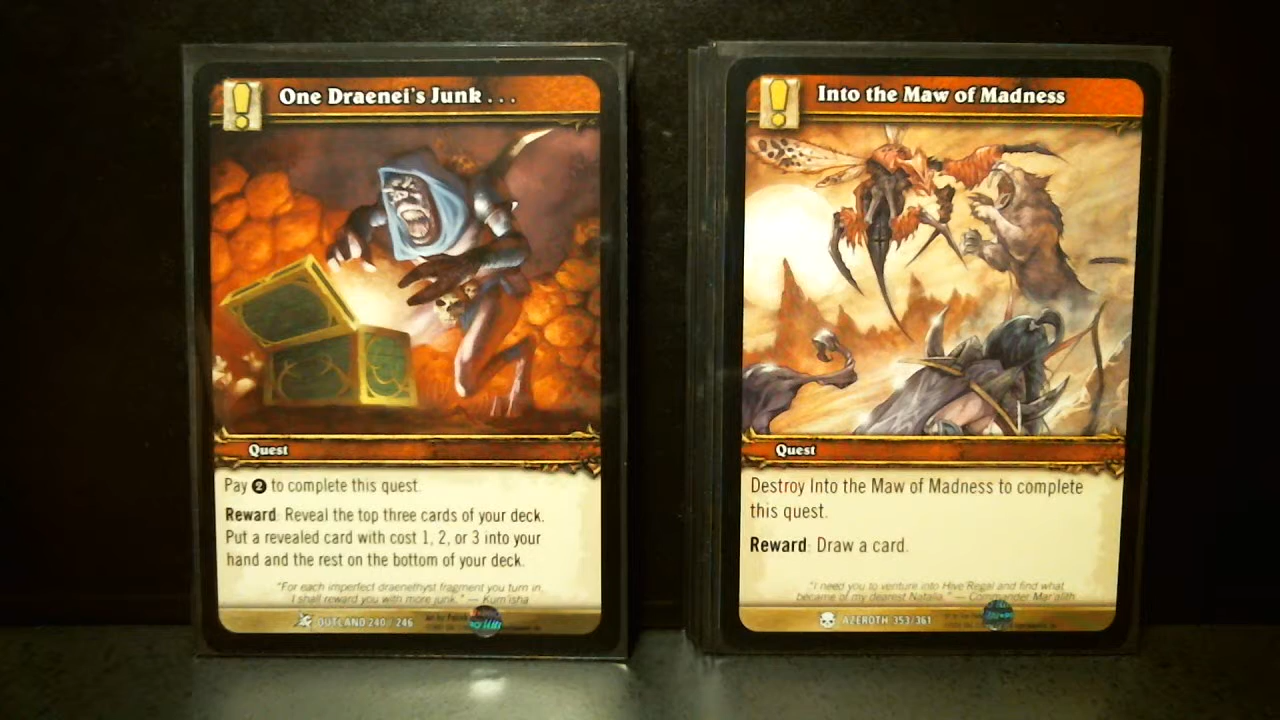 One Draenei's Junk . . .
Quest
Pay 2 to complete this quest.
Reward: Reveal the top three cards of your deck.
Put a revealed card with cost 1, 2, or 3 into your
hand and the rest on the bottom of your deck.
"For each imperfect draenethyst fragment you turn in,
I shall reward you with more junk." — Kum'isha
OUTLAND 240 / 246
Into the Maw of Madness
Quest
Destroy Into the Maw of Madness to complete
this quest.
Reward: Draw a card.
"I need you to venture into Hive'Regal and find what
became of my dearest Natalia." — Commander Mar'alith
AZEROTH 353/361